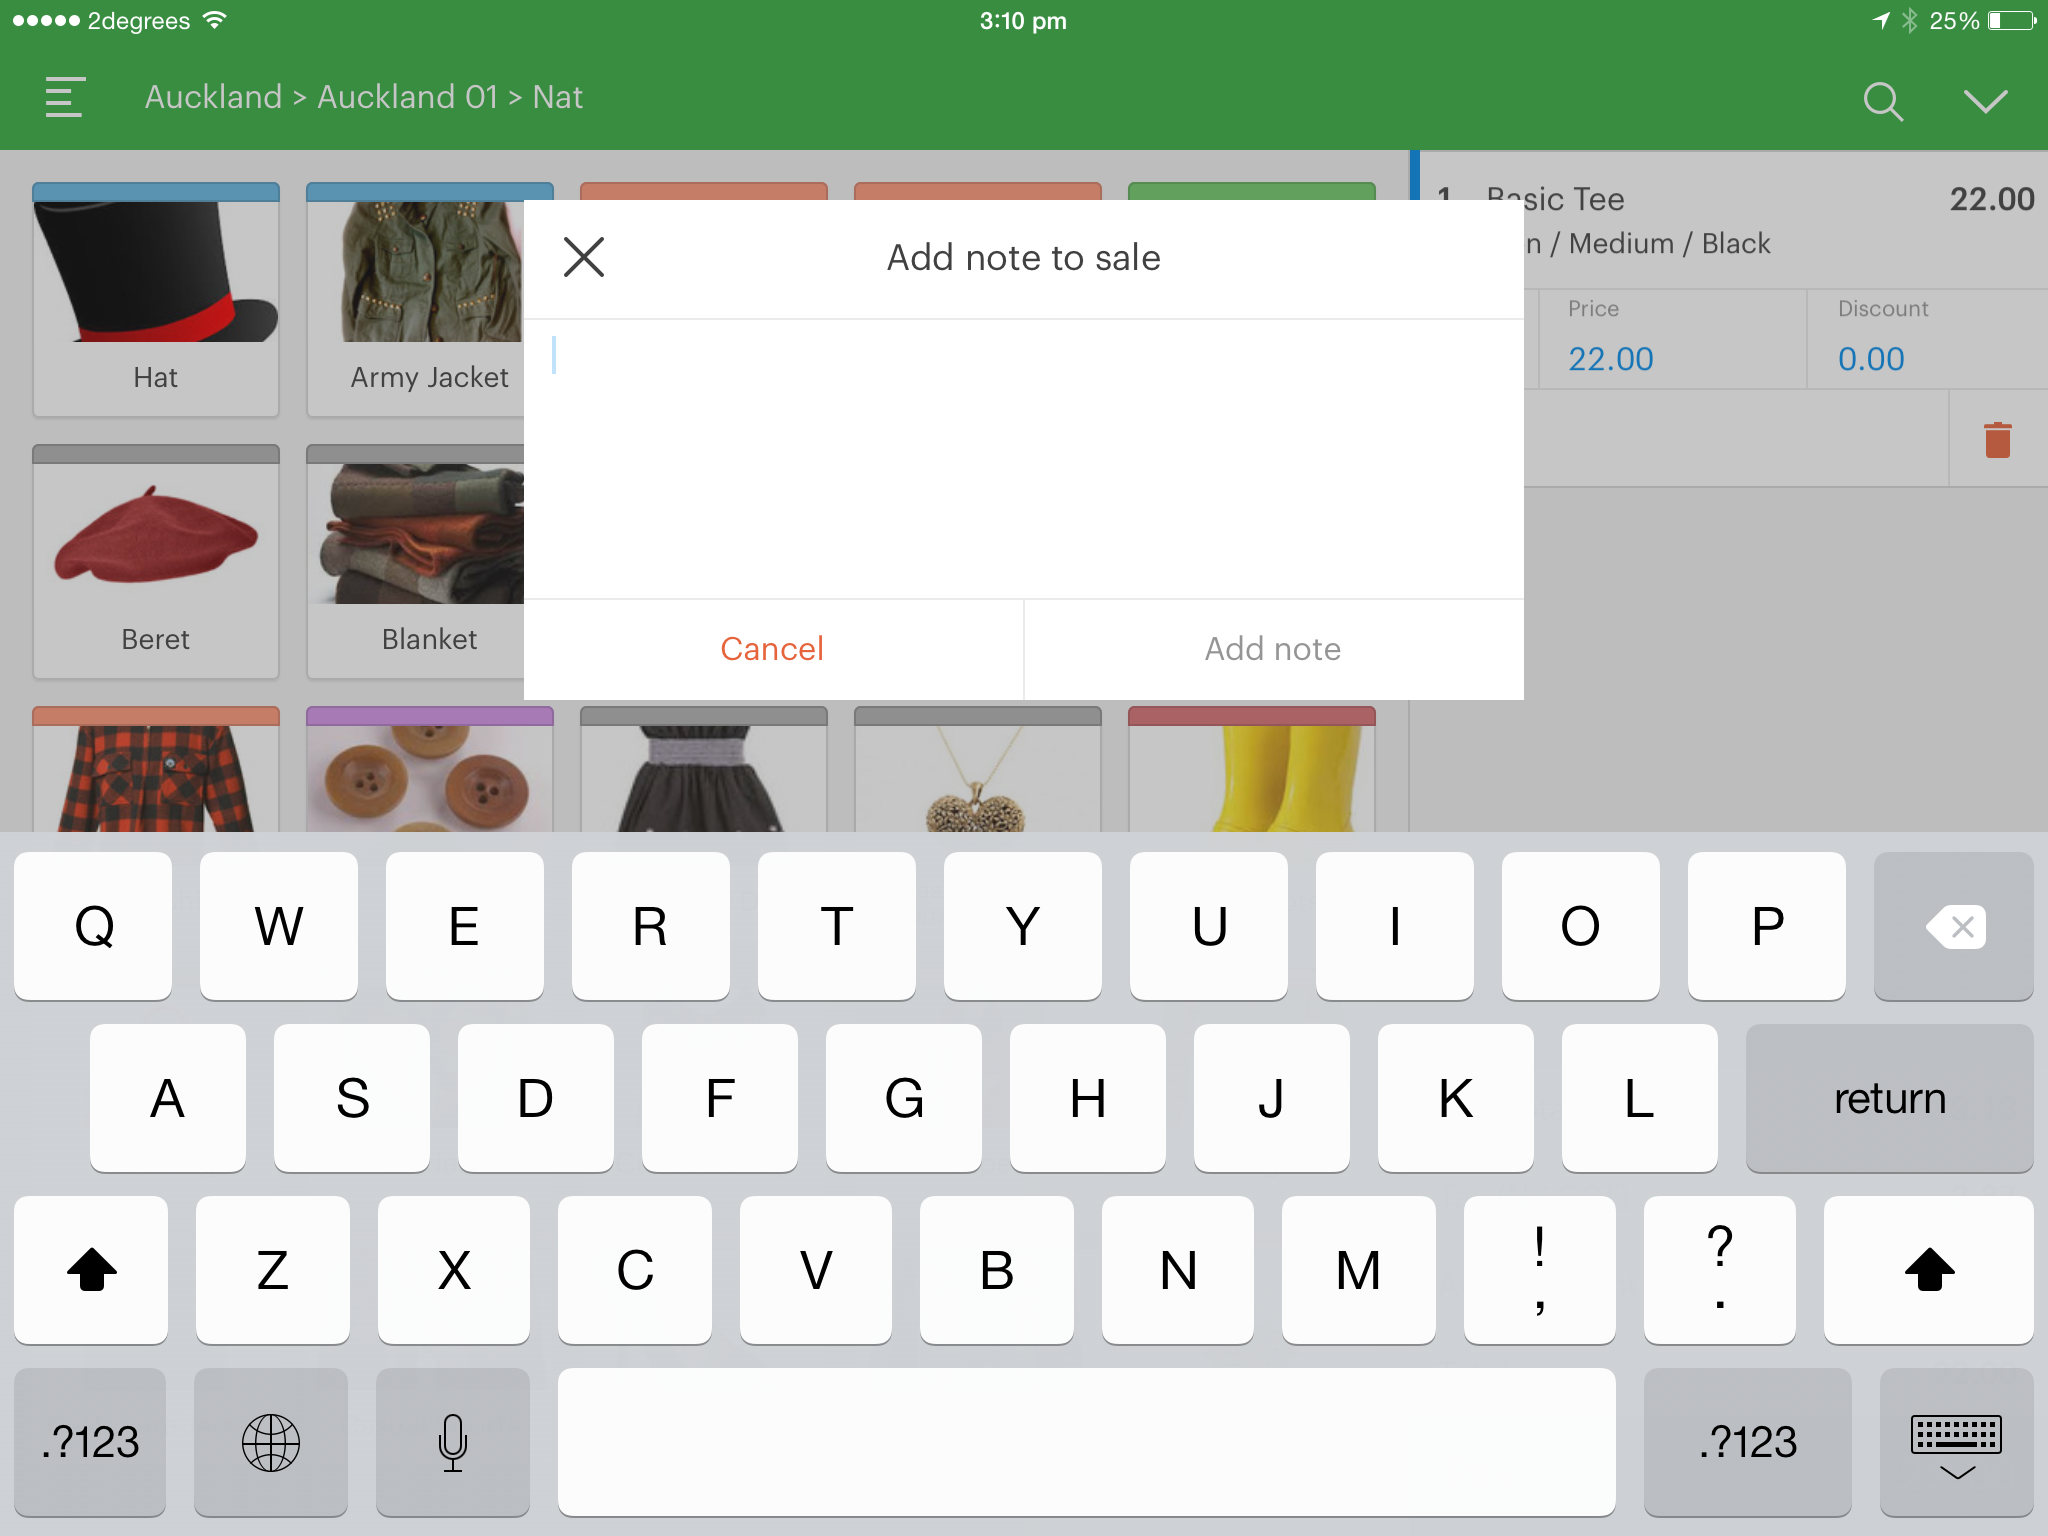 2degrees
3:10 pm
25%
Auckland > Auckland 01 > Nat
Hat
Army Jacket
Beret
Blanket
Add note to sale
Cancel
Add note
1 Basic Tee 22.00
/ Medium / Black
Price
22.00
Discount
0.00
Q W E R T Y U I O P
A S D F G H J K L return
Z X C V B N M ! , ? .
.?123 .?123